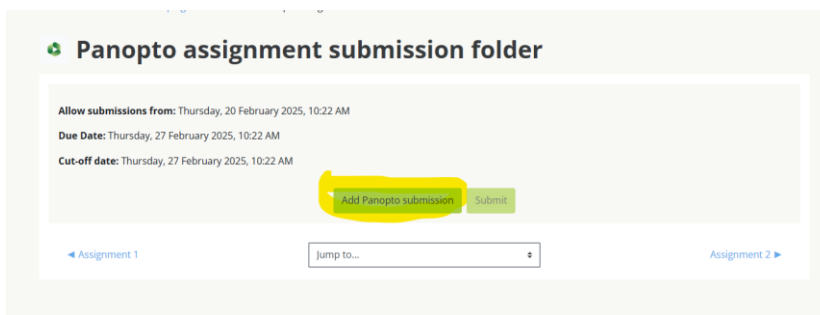 Panopto assignment submission folder
Allow submissions from: Thursday, 20 February 2025, 10:22 AM
Due Date: Thursday, 27 February 2025, 10:22 AM
Cut-off date: Thursday, 27 February 2025, 10:22 AM
Add Panopto submission Submit
◄ Assignment 1 Jump to... Assignment 2 ►